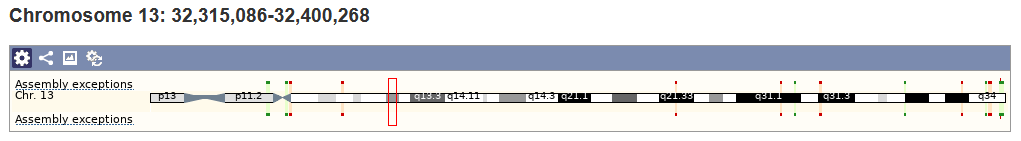 Chromosome 13: 32,315,086-32,400,268
Assembly exceptions
Chr. 13
p13 p11.2 q13.3 q14.11 q14.3 q21.1 q21.33 q31.1 q31.3 q34
Assembly exceptions